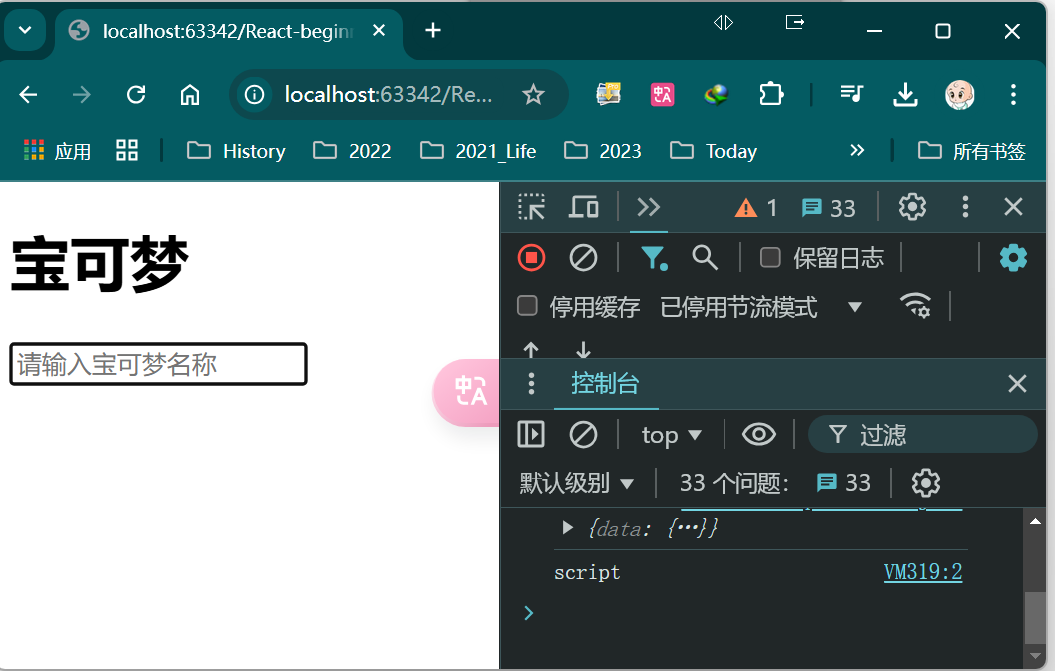 localhost:63342/React-begin
localhost:63342/Re...
应用 History 2022 2021_Life 2023 Today 所有书签
宝可梦
请输入宝可梦名称
中A
1 33
保留日志
停用缓存 已停用节流模式
控制台
top 过滤
默认级别 33 个问题: 33
{data: {…}}
script VM319:2